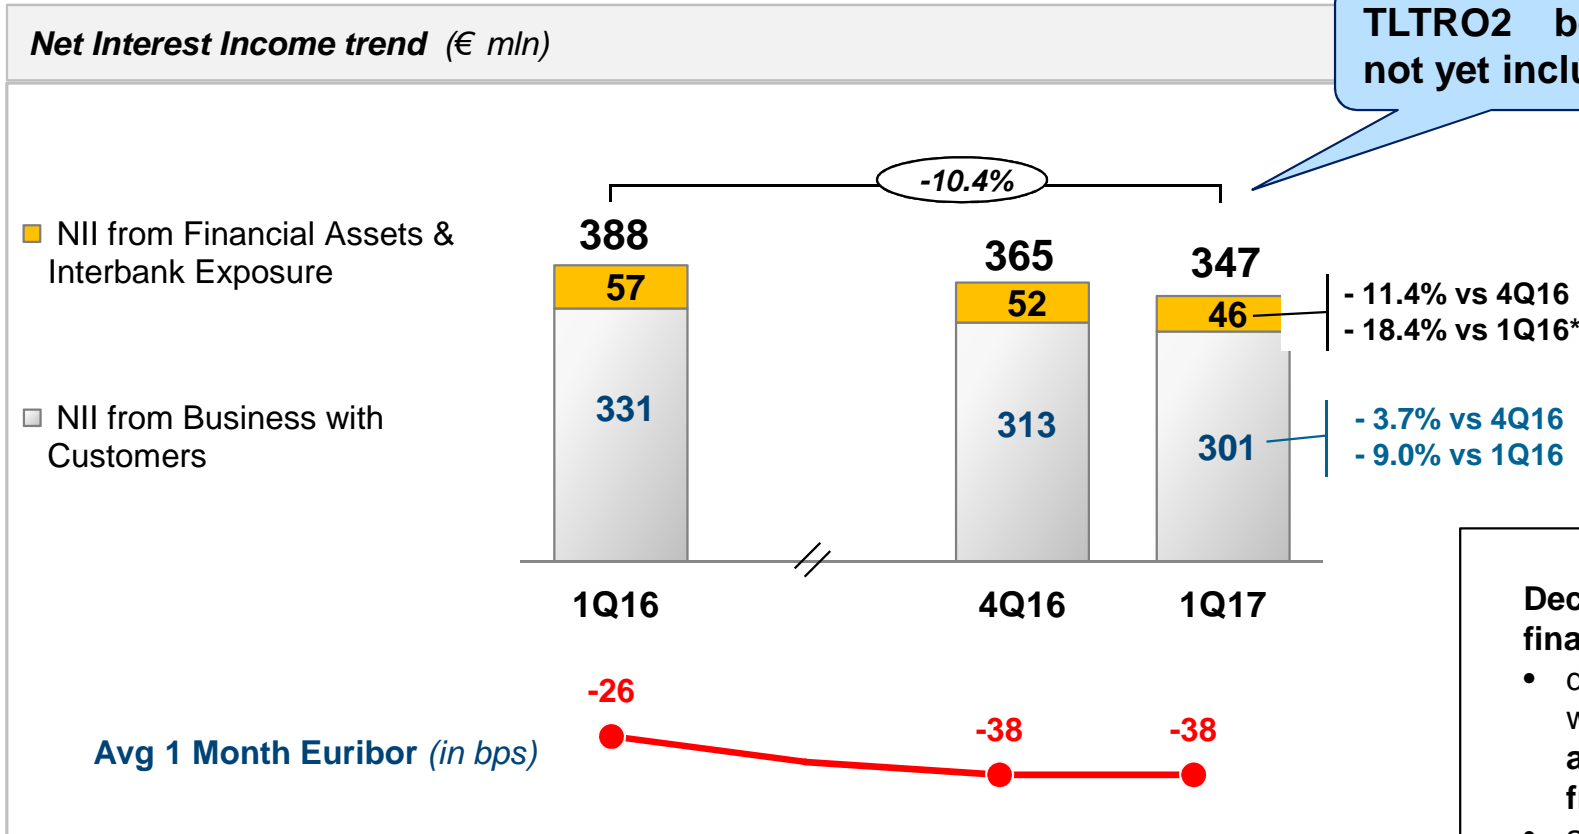 Net Interest Income trend (€ mln)
TLTRO2
not yet
-10.4%
NII from Financial Assets &
Interbank Exposure
388
365
347
57
52
46
- 11.4% vs 4Q16
- 18.4% vs 1Q16*
NII from Business with
Customers
331
313
301
- 3.7% vs 4Q16
- 9.0% vs 1Q16
1Q16
4Q16
1Q17
-26
-38
-38
Avg 1 Month Euribor (in bps)